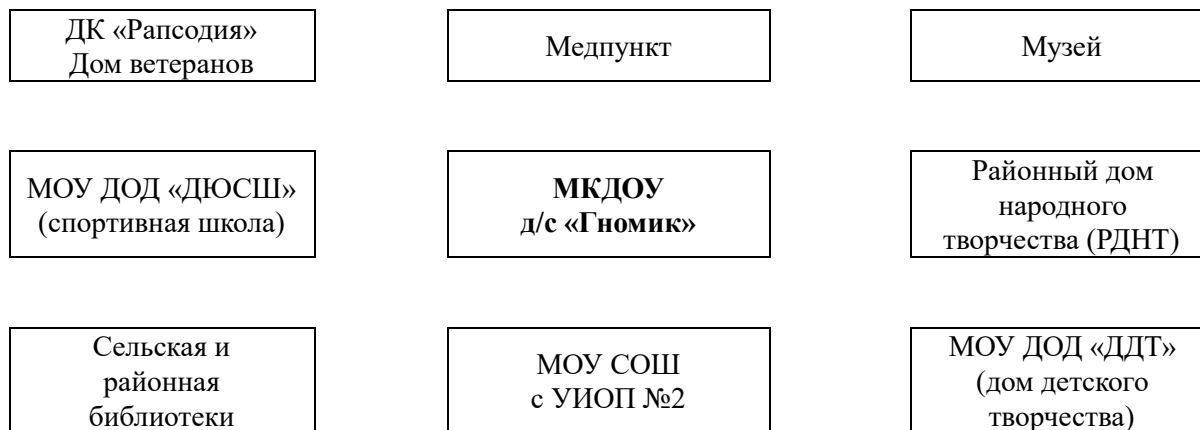 ДК «Рапсодия»
Дом ветеранов
Медпункт
Музей
МОУ ДОД «ДЮСШ»
(спортивная школа)
МКДОУ
д/с «Гномик»
Районный дом
народного
творчества (РДНТ)
Сельская и
районная
библиотеки
МОУ СОШ
с УИОП №2
МОУ ДОД «ДДТ»
(дом детского
творчества)